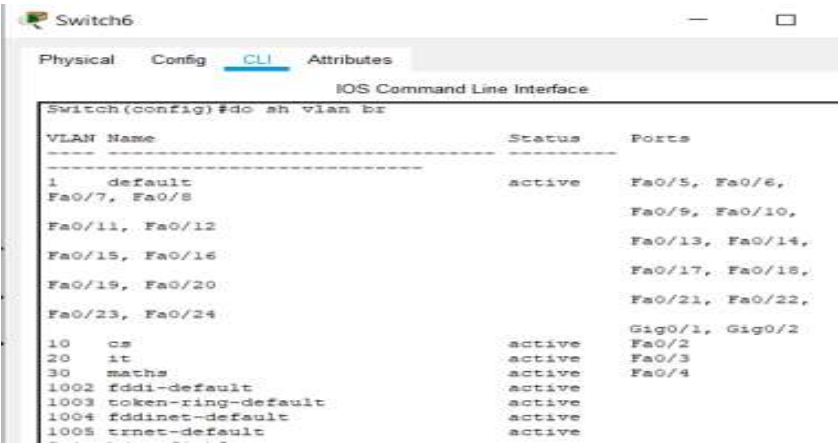 Switch6
Physical Config CLI Attributes
IOS Command Line Interface
Switch(config)#do sh vlan br
VLAN Name Status Ports
---- -------------------------------- --------- -------------------------------
1 default active Fa0/5, Fa0/6,
Fa0/7, Fa0/8
Fa0/9, Fa0/10,
Fa0/11, Fa0/12
Fa0/13, Fa0/14,
Fa0/15, Fa0/16
Fa0/17, Fa0/18,
Fa0/19, Fa0/20
Fa0/21, Fa0/22,
Fa0/23, Fa0/24
Gig0/1, Gig0/2
10 cs active Fa0/2
20 it active Fa0/3
30 maths active Fa0/4
1002 fddi-default active
1003 token-ring-default active
1004 fddinet-default active
1005 trnet-default active